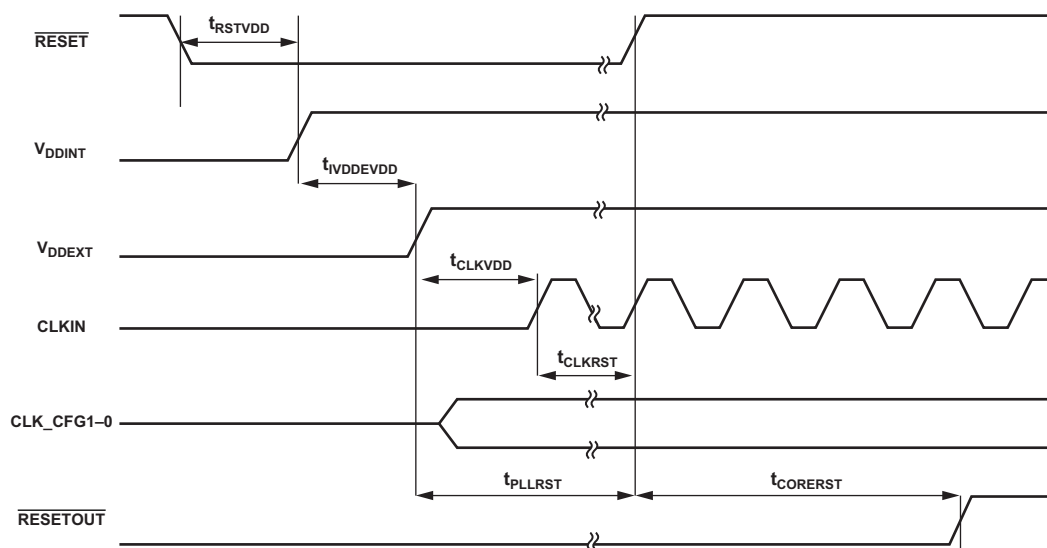 RESET
tRSTVDD
VDDINT
tIVDDEVDD
VDDEXT
tCLKVDD
CLKIN
tCLKRST
CLK_CFG1–0
tPLLRST
tCORERST
RESETOUT